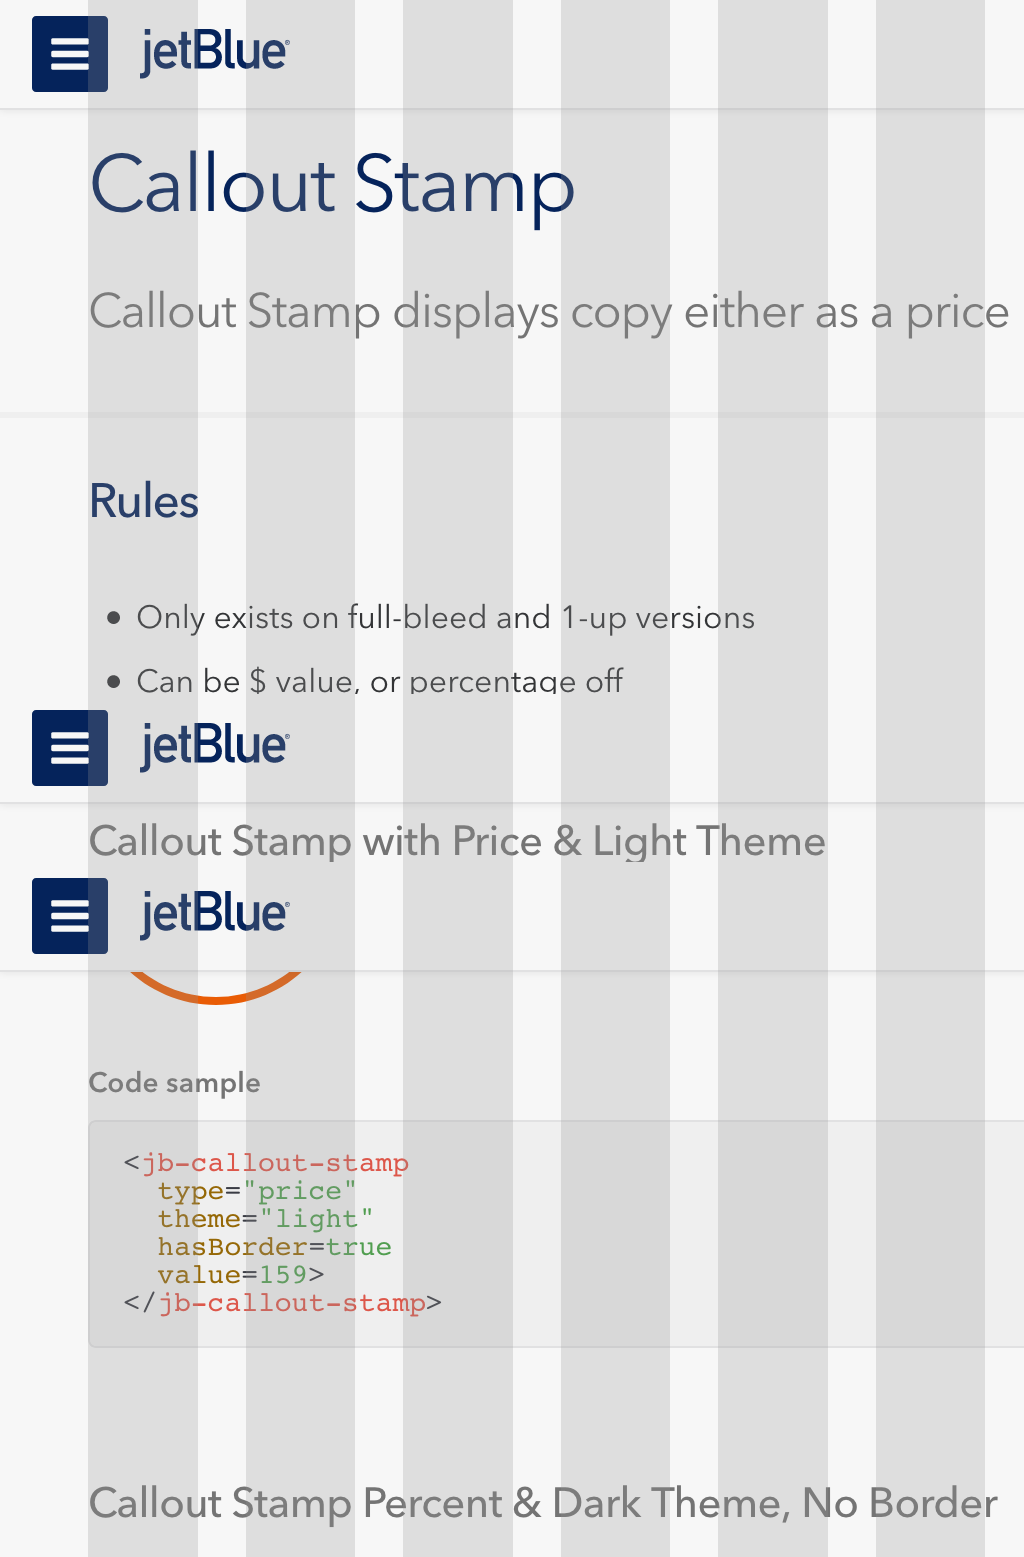 jetBlue®
Callout Stamp
Callout Stamp displays copy either as a price
Rules
• Only exists on full-bleed and 1-up versions
• Can be $ value, or percentage off
jetBlue®
Callout Stamp with Price & Light Theme
jetBlue®
Code sample
<jb-callout-stamp
  type="price"
  theme="light"
  hasBorder=true
  value=159>
</jb-callout-stamp>
Callout Stamp Percent & Dark Theme, No Border